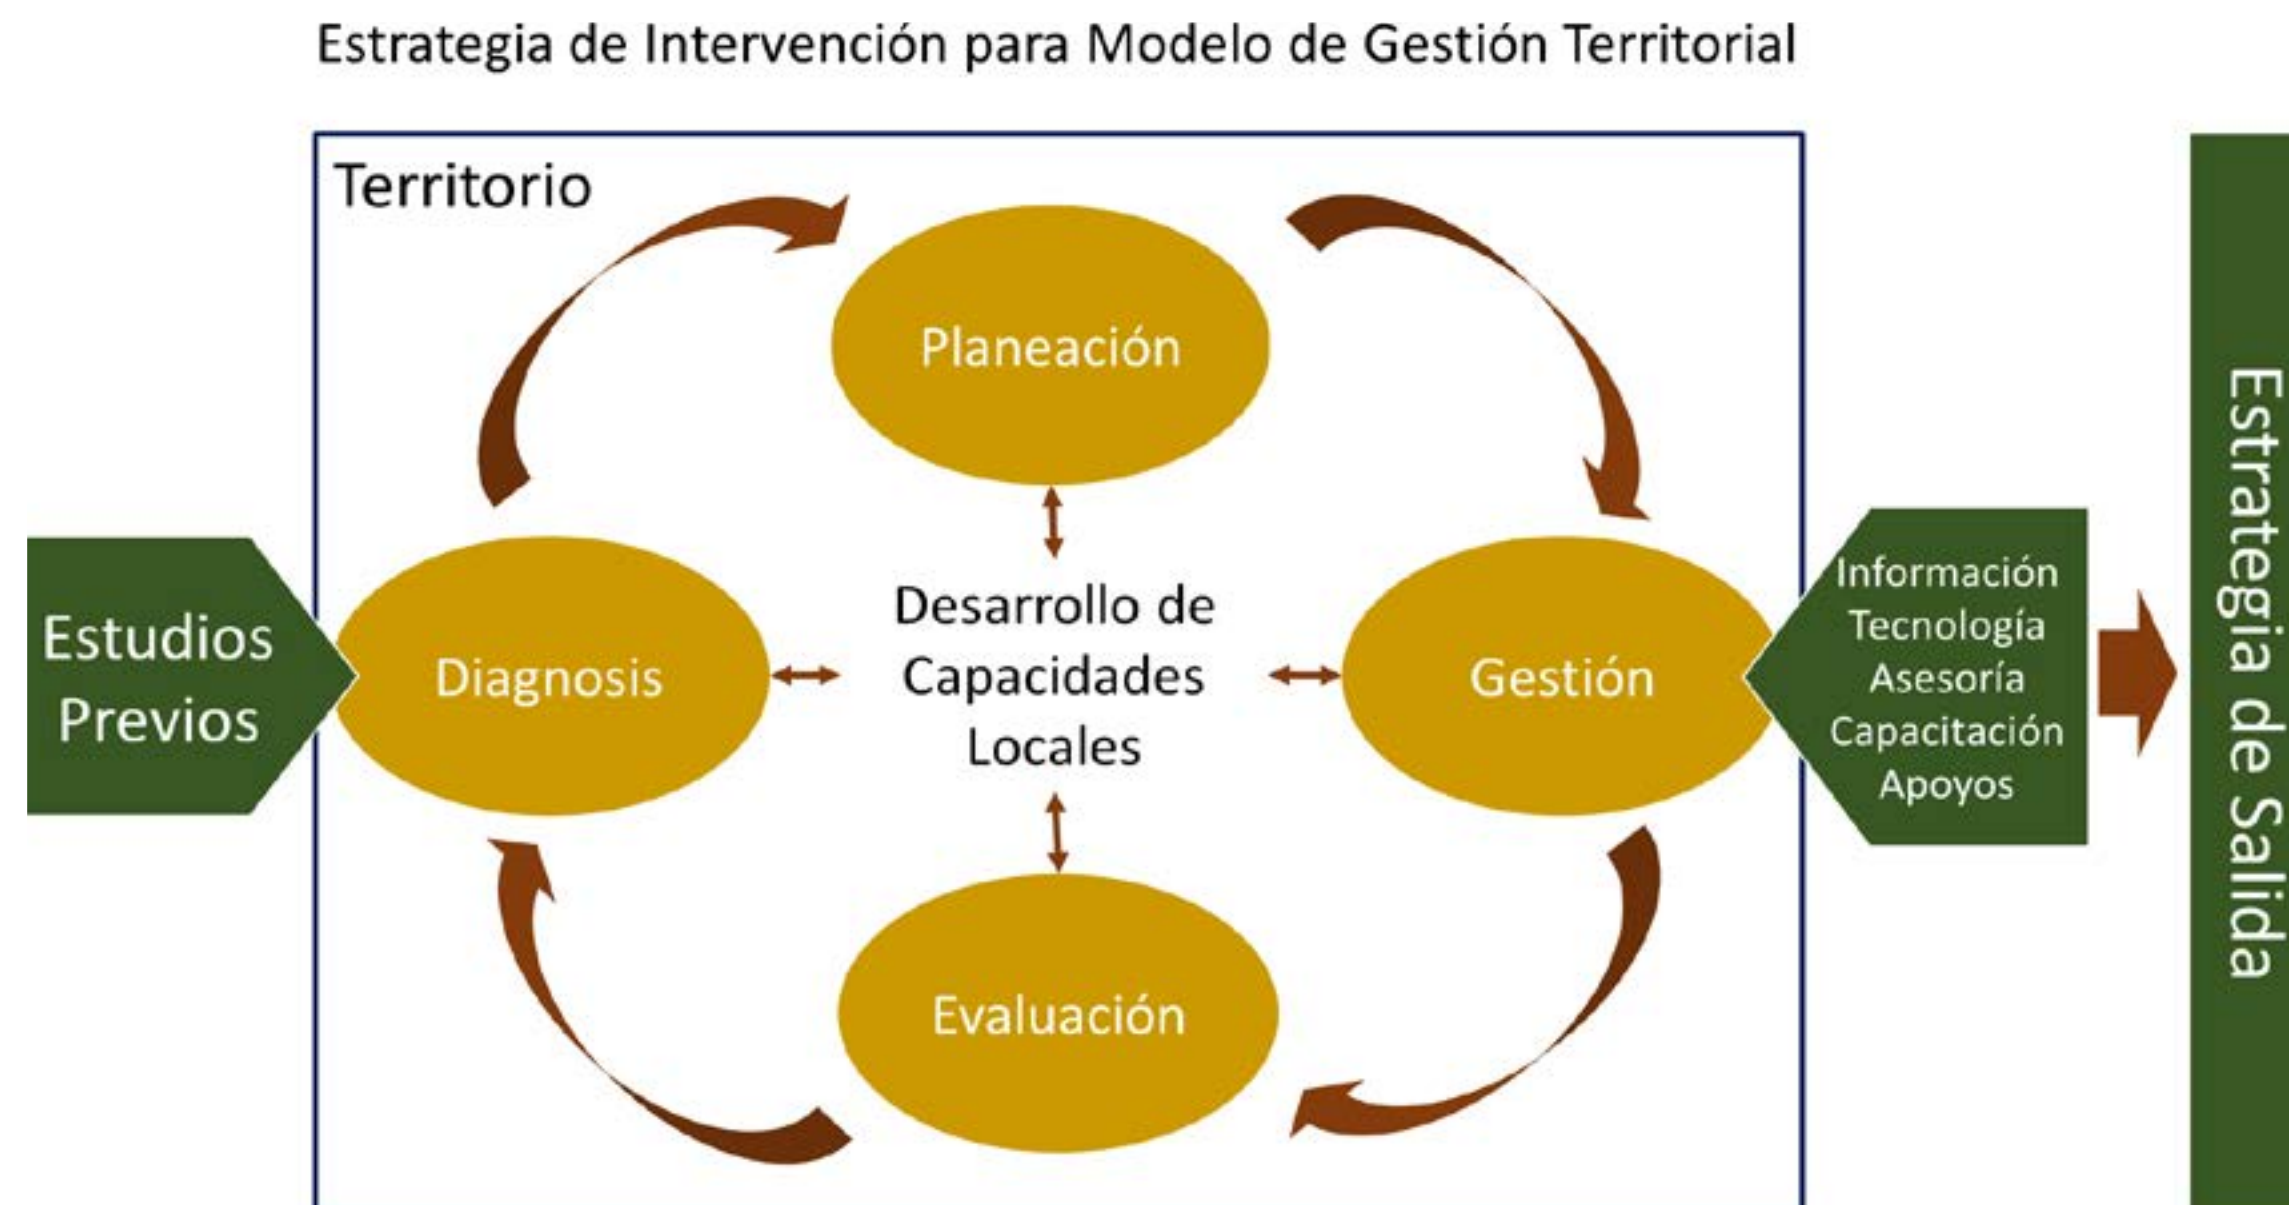 Estrategia de Intervención para Modelo de Gestión Territorial
Territorio
Planeación
Estudios
Previos
Diagnosis
Desarrollo de
Capacidades
Locales
Gestión
Información
Tecnología
Asesoría
Capacitación
Apoyos
Estrategia de Salida
Evaluación